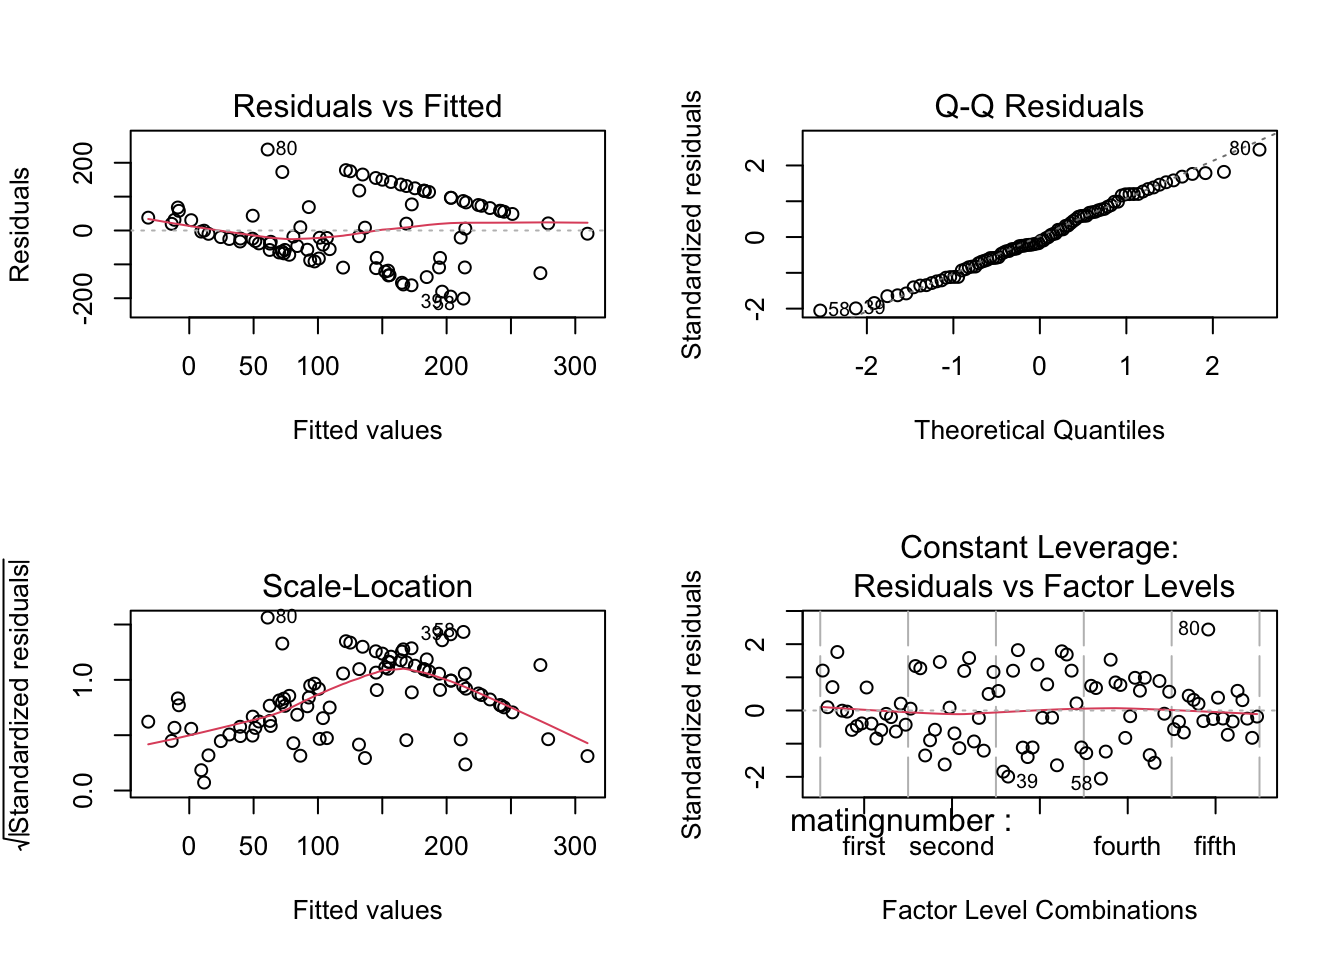 Residuals vs Fitted
Residuals
200
0
-200
80
39
58
0 50 100 200 300
Fitted values
Q-Q Residuals
Standardized residuals
2
0
-2
80
58
39
-2 -1 0 1 2
Theoretical Quantiles
Scale-Location
√|Standardized residuals|
1.0
0.0
80
39
58
0 50 100 200 300
Fitted values
Constant Leverage:
Residuals vs Factor Levels
Standardized residuals
2
0
-2
80
39
58
matingnumber :
first second fourth fifth
Factor Level Combinations